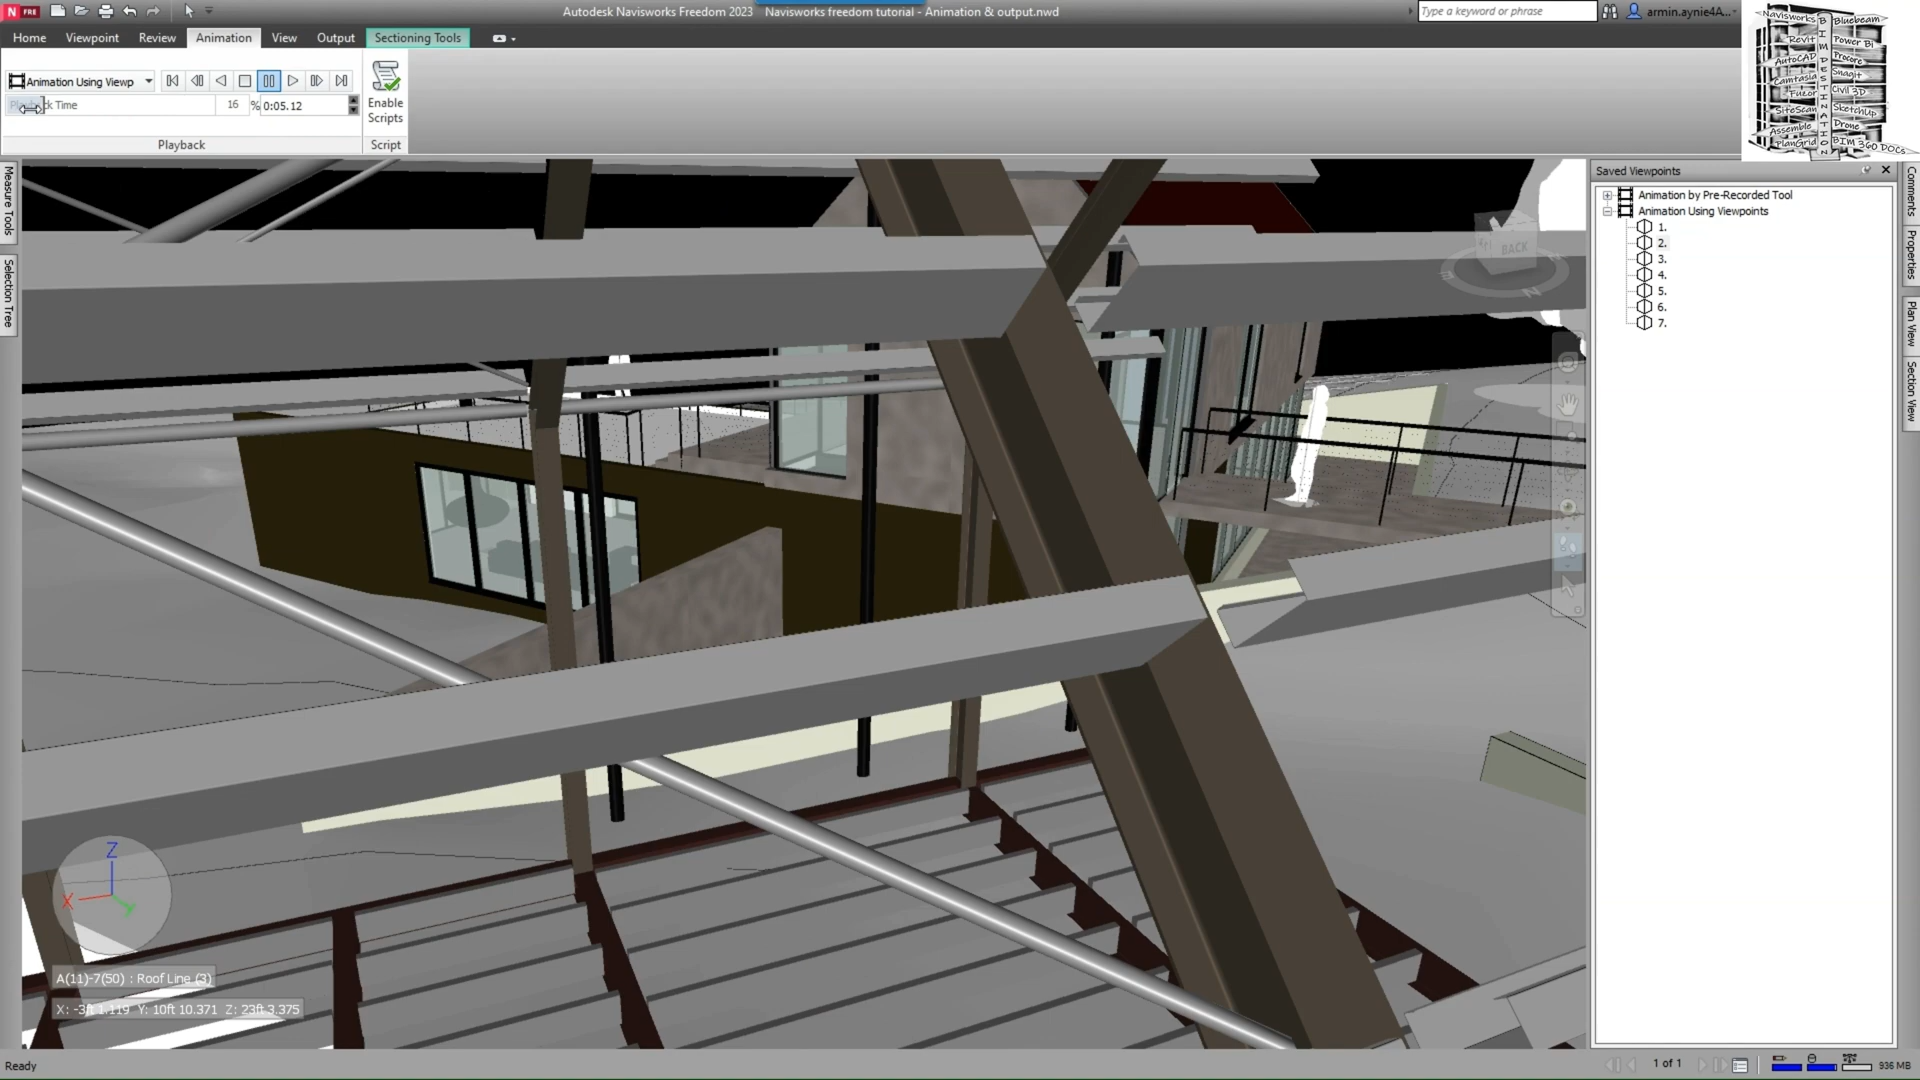 N FRE
Autodesk Navisworks Freedom 2023 Navisworks freedom tutorial - Animation & output.nwd
Type a keyword or phrase
armin.aynie4A...
Home Viewpoint Review Animation View Output Sectioning Tools
Animation Using Viewp
Time
16 % 0:05.12
Enable
Scripts
Playback
Script
Navisworks
Revit
AutoCAD
Camtasia
Fuzor
SiteScan
Assemble
PlanGrid
BIM DESTINATION
Bluebeam
Power Bi
Procore
Snagit
Civil 3D
SketchUp
Drone
BIM 360 DOCs
Measure Tools
Selection Tree
BACK
N
Saved Viewpoints
Animation by Pre-Recorded Tool
Animation Using Viewpoints
1.
2.
3.
4.
5.
6.
7.
Comments
Properties
Plan View
Section View
Z
X
Y
A(11)-7(50) : Roof Line (3)
X: -3ft 1.119 Y: 10ft 10.371 Z: 23ft 3.375
Ready
1 of 1
936 MB